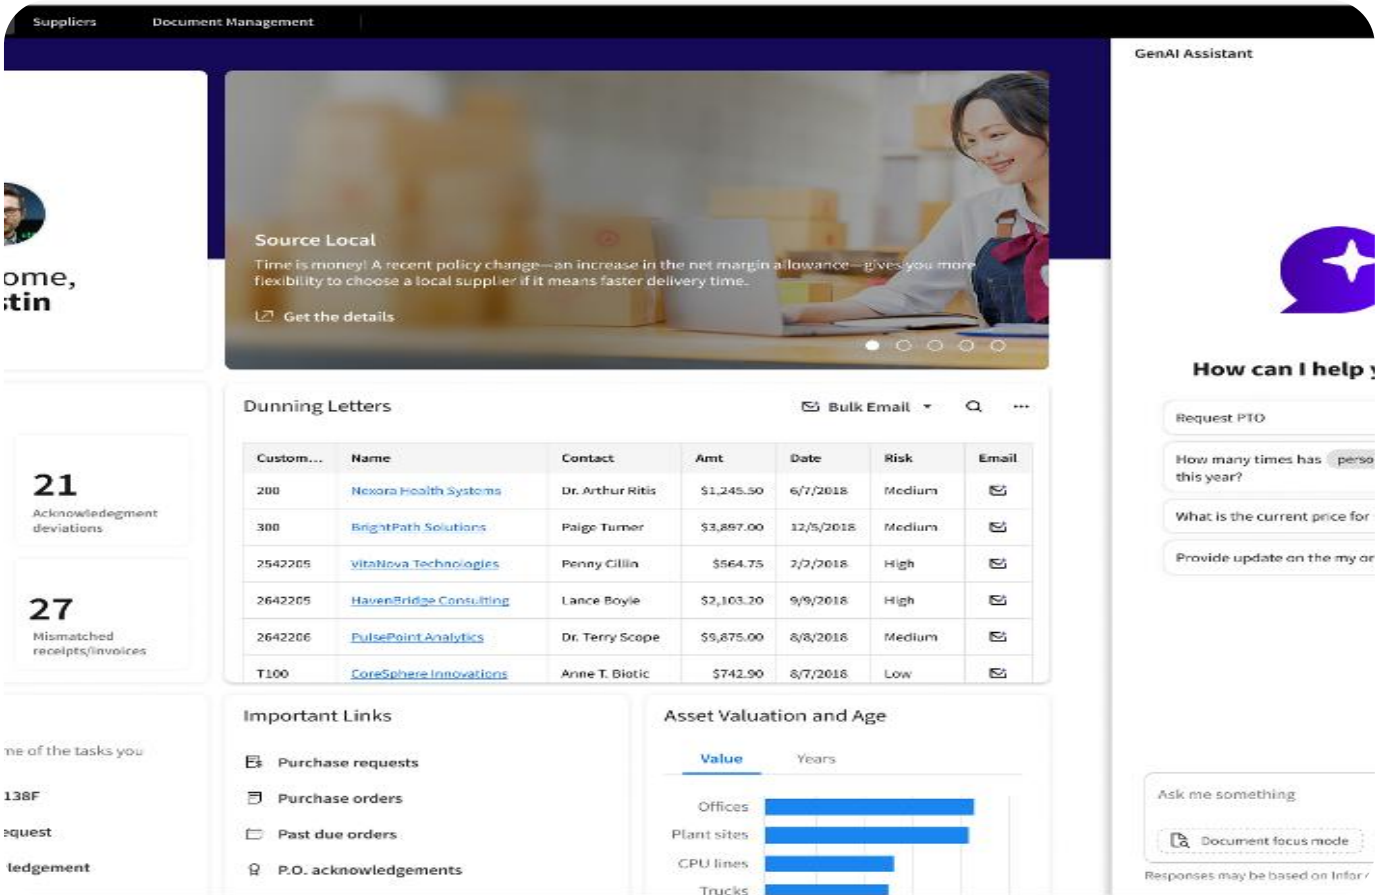 Suppliers
Document Management
GenAI Assistant
Source Local
Time is money! A recent policy change—an increase in the net margin allowance—gives you more
flexibility to choose a local supplier if it means faster delivery time.
Get the details
ome,
stin
How can I help
Request PTO
How many times has perso
this year?
What is the current price for
Provide update on the my or
21
Acknowledegment
deviations
27
Mismatched
receipts/invoices
Dunning Letters
Bulk Email
Custom... Name Contact Amt Date Risk Email
200 Nexora Health Systems Dr. Arthur Ritis $1,245.50 6/7/2018 Medium
300 BrightPath Solutions Paige Turner $3,897.00 12/5/2018 Medium
2542205 VitaNova Technologies Penny Cillin $564.75 2/2/2018 High
2642205 HavenBridge Consulting Lance Boyle $2,103.20 9/9/2018 High
2642206 PulsePoint Analytics Dr. Terry Scope $9,875.00 8/8/2018 Medium
T100 CoreSphere Innovations Anne T. Biotic $742.90 8/7/2018 Low
me of the tasks you
138F
equest
ledgement
Important Links
Purchase requests
Purchase orders
Past due orders
P.O. acknowledgements
Asset Valuation and Age
Value Years
Offices
Plant sites
CPU lines
Trucks
Ask me something
Document focus mode
Responses may be based on Infor